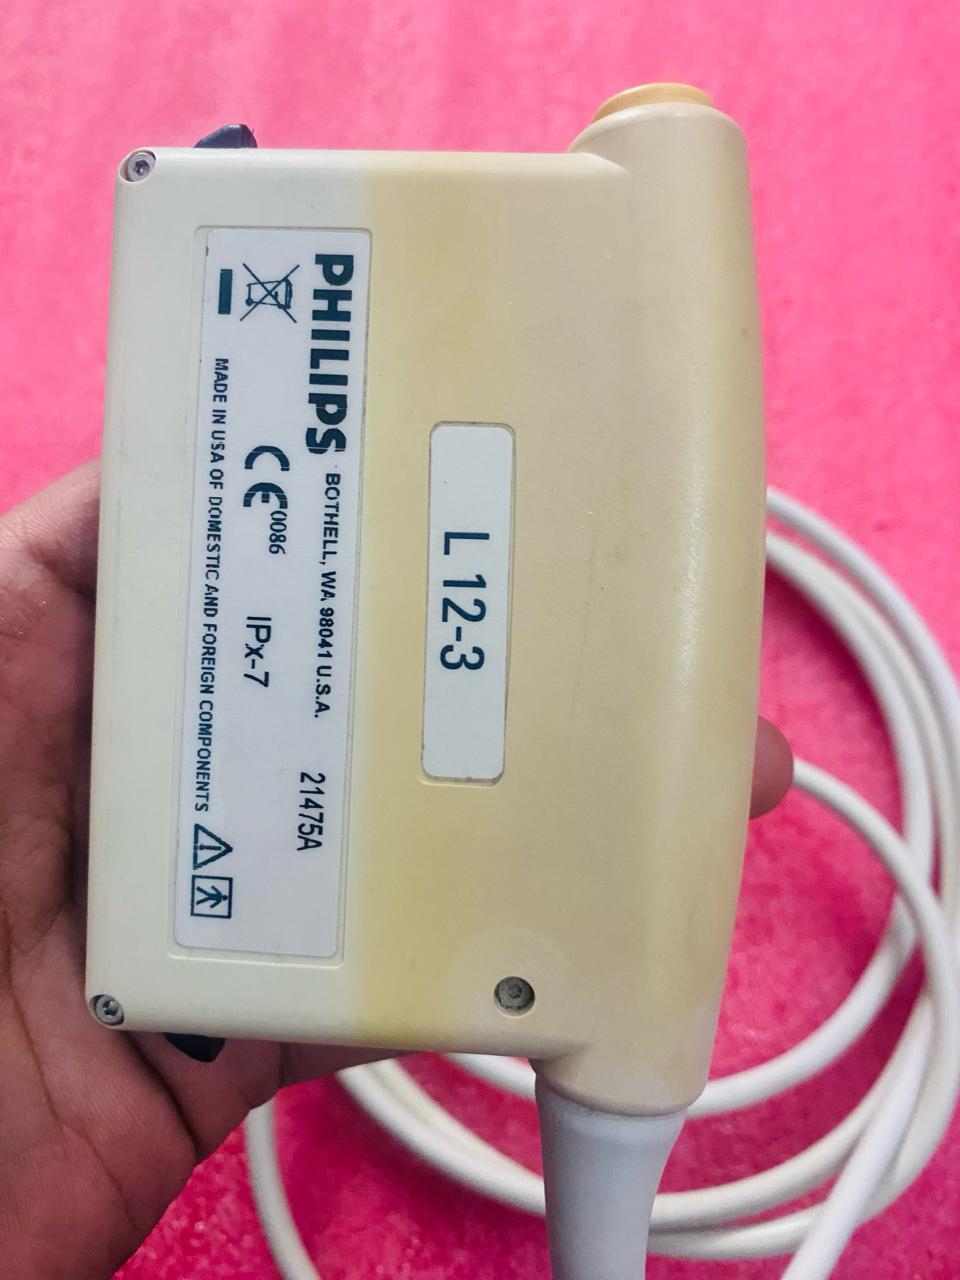 PHILIPS BOTHELL, WA 98041 U.S.A.
21475A
CE 0086 IPx-7
MADE IN USA OF DOMESTIC AND FOREIGN COMPONENTS
L 12-3